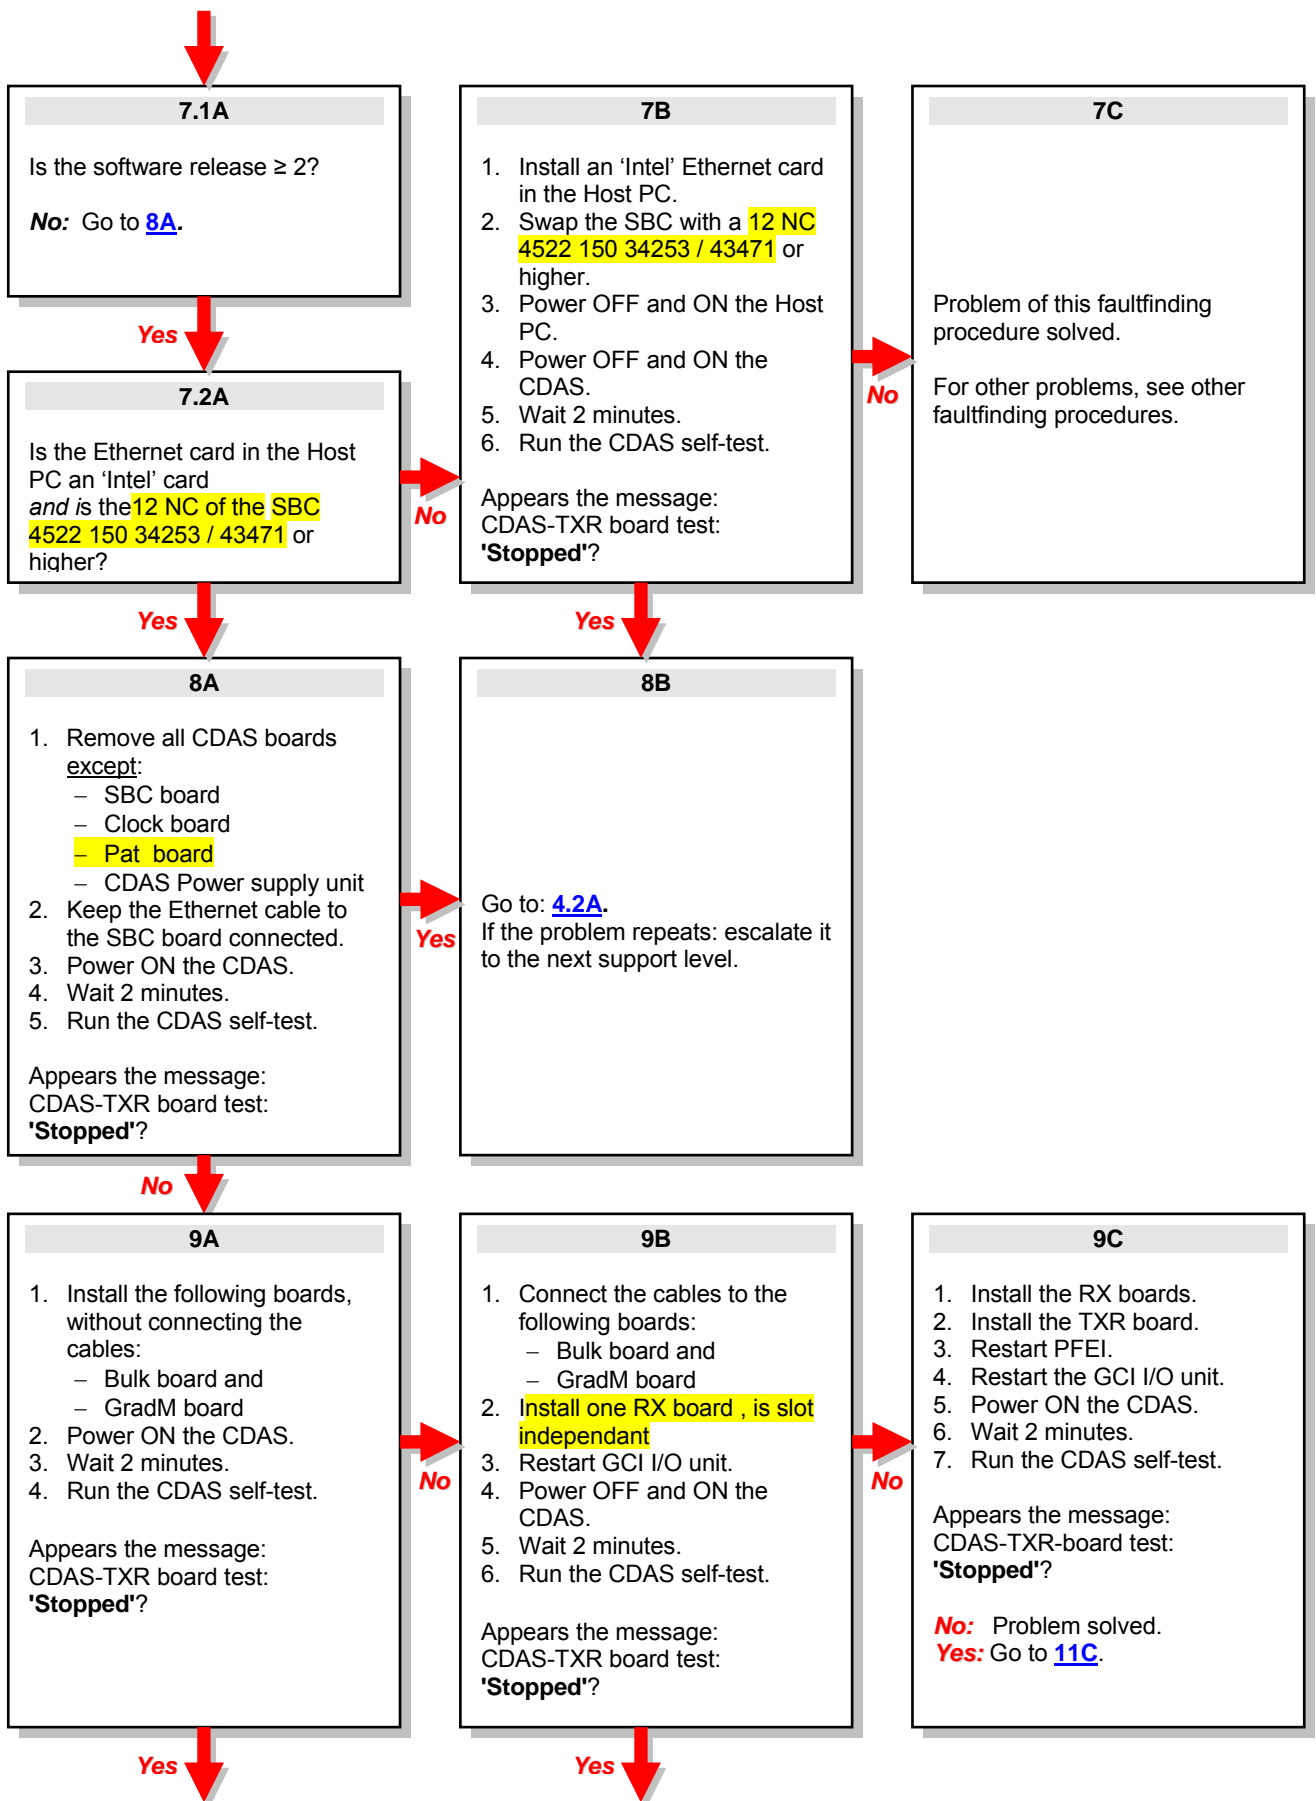 7.1A
Is the software release ≥ 2?
No: Go to 8A.
Yes
7.2A
Is the Ethernet card in the Host
PC an ‘Intel’ card
and is the 12 NC of the SBC
4522 150 34253 / 43471 or
higher?
No
Yes
7B
1. Install an ‘Intel’ Ethernet card
in the Host PC.
2. Swap the SBC with a 12 NC
4522 150 34253 / 43471 or
higher.
3. Power OFF and ON the Host
PC.
4. Power OFF and ON the
CDAS.
5. Wait 2 minutes.
6. Run the CDAS self-test.
Appears the message:
CDAS-TXR board test:
'Stopped'?
No
Yes
7C
Problem of this faultfinding
procedure solved.
For other problems, see other
faultfinding procedures.
8A
1. Remove all CDAS boards
except:
– SBC board
– Clock board
– Pat board
– CDAS Power supply unit
2. Keep the Ethernet cable to
the SBC board connected.
3. Power ON the CDAS.
4. Wait 2 minutes.
5. Run the CDAS self-test.
Appears the message:
CDAS-TXR board test:
'Stopped'?
Yes
No
8B
Go to: 4.2A.
If the problem repeats: escalate it
to the next support level.
9A
1. Install the following boards,
without connecting the
cables:
– Bulk board and
– GradM board
2. Power ON the CDAS.
3. Wait 2 minutes.
4. Run the CDAS self-test.
Appears the message:
CDAS-TXR board test:
'Stopped'?
No
Yes
9B
1. Connect the cables to the
following boards:
– Bulk board and
– GradM board
2. Install one RX board , is slot
independant
3. Restart GCI I/O unit.
4. Power OFF and ON the
CDAS.
5. Wait 2 minutes.
6. Run the CDAS self-test.
Appears the message:
CDAS-TXR board test:
'Stopped'?
No
Yes
9C
1. Install the RX boards.
2. Install the TXR board.
3. Restart PFEI.
4. Restart the GCI I/O unit.
5. Power ON the CDAS.
6. Wait 2 minutes.
7. Run the CDAS self-test.
Appears the message:
CDAS-TXR-board test:
'Stopped'?
No: Problem solved.
Yes: Go to 11C.